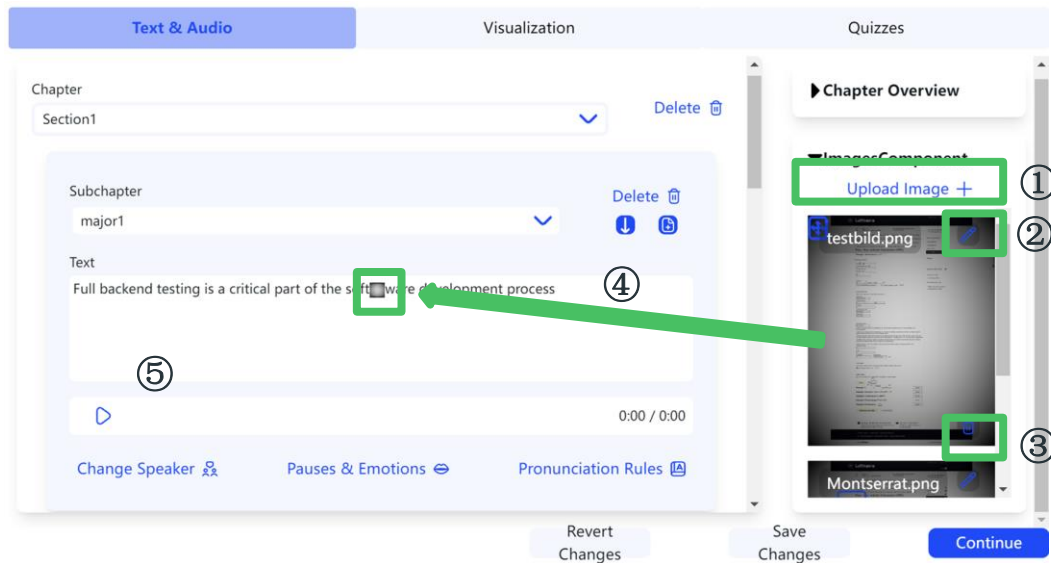 Text & Audio
Visualization
Quizzes
Chapter
Section1
Delete
Subchapter
major1
Delete
Text
Full backend testing is a critical part of the soft ware development process
④
⑤
0:00 / 0:00
Change Speaker
Pauses & Emotions
Pronunciation Rules
Chapter Overview
ImagesComponent
Upload Image +
①
testbild.png
②
③
Montserrat.png
Revert
Changes
Save
Changes
Continue